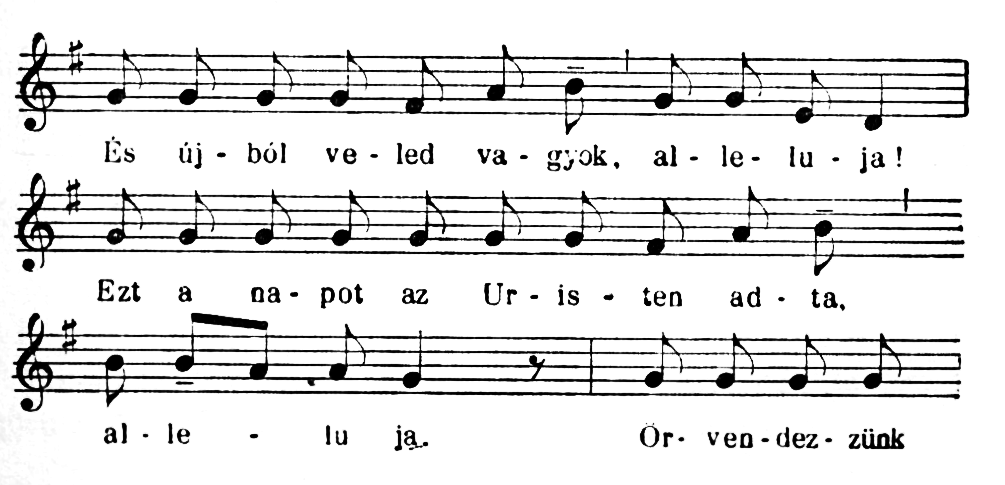 És új - ból ve - led va - gyok, al - le - lu - ja!
Ezt a na - pot az Ur - is - ten ad - ta,
al - le - lu ja. Ör - ven - dez - zünk